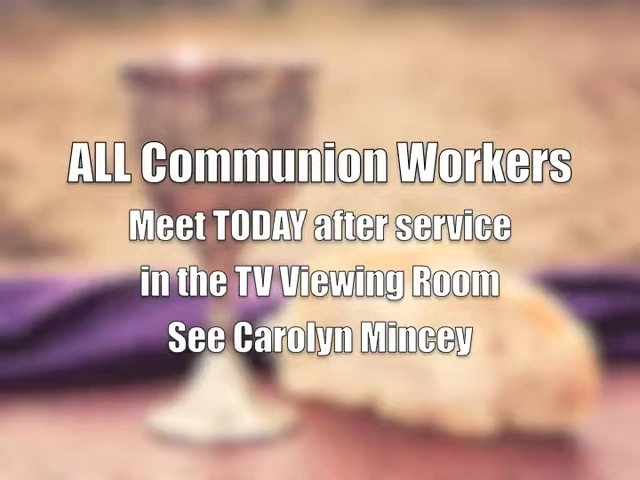 ALL Communion Workers
Meet TODAY after service
in the TV Viewing Room
See Carolyn Mincey